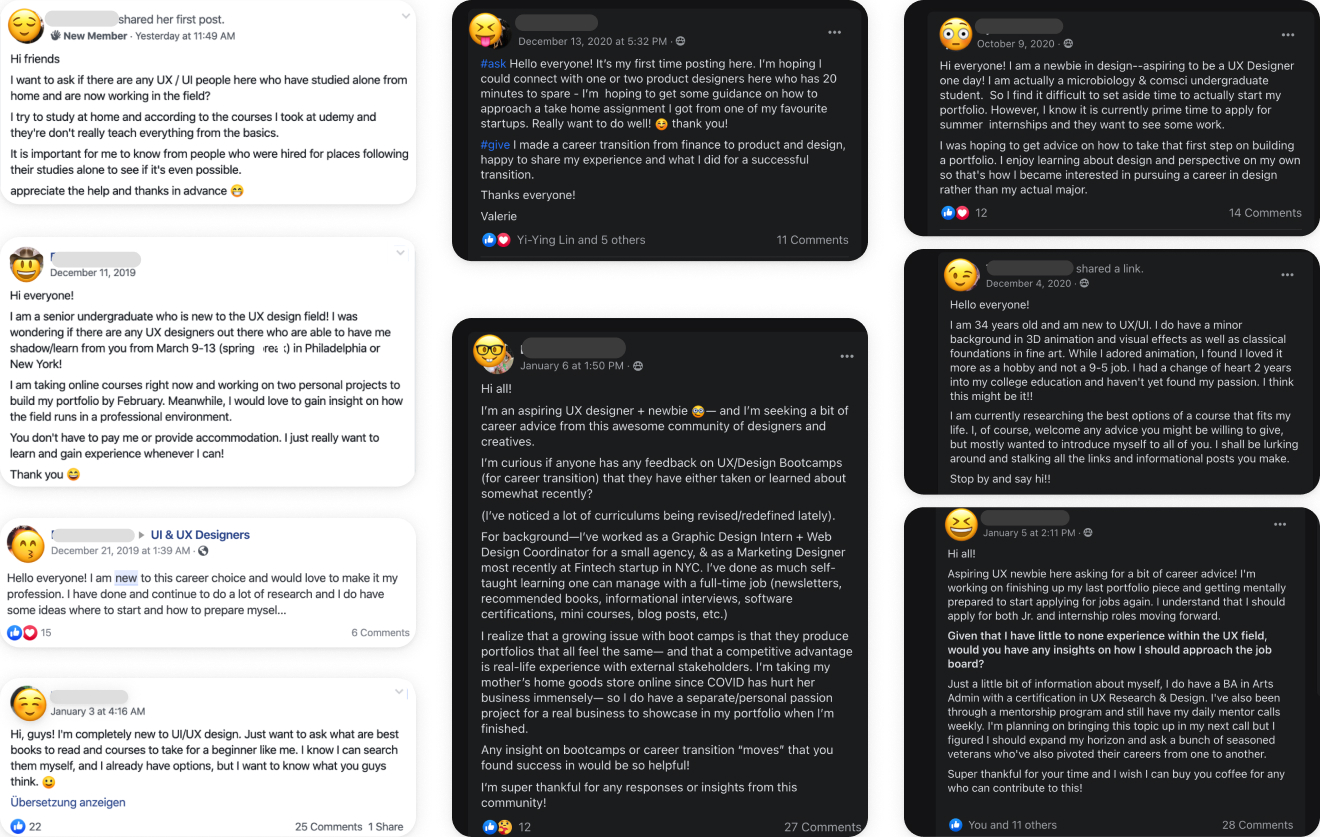 shared her first post.
New Member · Yesterday at 11:49 AM
Hi friends
I want to ask if there are any UX / UI people here who have studied alone from
home and are now working in the field?
I try to study at home and according to the courses I took at udemy and
they're don't really teach everything from the basics.
It is important for me to know from people who were hired for places following
their studies alone to see if it's even possible.
appreciate the help and thanks in advance 😁
December 11, 2019
Hi everyone!
I am a senior undergraduate who is new to the UX design field! I was
wondering if there are any UX designers out there who are able to have me
shadow/learn from you from March 9-13 (spring in Philadelphia or
New York!
I am taking online courses right now and working on two personal projects to
build my portfolio by February. Meanwhile, I would love to gain insight on how
the field runs in a professional environment.
You don't have to pay me or provide accommodation. I just really want to
learn and gain experience whenever I can!
Thank you 😄
UI & UX Designers
December 21, 2019 at 1:39 AM ·
Hello everyone! I am new to this career choice and would love to make it my
profession. I have done and continue to do a lot of research and I do have
some ideas where to start and how to prepare mysel...
15
6 Comments
January 3 at 4:16 AM
Hi, guys! I'm completely new to UI/UX design. Just want to ask what are best
books to read and courses to take for a beginner like me. I know I can search
them myself, and I already have options, but I want to know what you guys
think. 🙂
Übersetzung anzeigen
22
25 Comments 1 Share
December 13, 2020 at 5:32 PM ·
#ask Hello everyone! It's my first time posting here. I'm hoping I
could connect with one or two product designers here who has 20
minutes to spare - I'm hoping to get some guidance on how to
approach a take home assignment I got from one of my favourite
startups. Really want to do well! ☺️ thank you!
#give I made a career transition from finance to product and design,
happy to share my experience and what I did for a successful
transition.
Thanks everyone!
Valerie
Yi-Ying Lin and 5 others
11 Comments
January 6 at 1:50 PM ·
Hi all!
I'm an aspiring UX designer + newbie 🤓— and I'm seeking a bit of
career advice from this awesome community of designers and
creatives.
I'm curious if anyone has any feedback on UX/Design Bootcamps
(for career transition) that they have either taken or learned about
somewhat recently?
(I've noticed a lot of curriculums being revised/redefined lately).
For background—I've worked as a Graphic Design Intern + Web
Design Coordinator for a small agency, & as a Marketing Designer
most recently at Fintech startup in NYC. I've done as much self-
taught learning one can manage with a full-time job (newsletters,
recommended books, informational interviews, software
certifications, mini courses, blog posts, etc.)
I realize that a growing issue with boot camps is that they produce
portfolios that all feel the same— and that a competitive advantage
is real-life experience with external stakeholders. I'm taking my
mother's home goods store online since COVID has hurt her
business immensely— so I do have a separate/personal passion
project for a real business to showcase in my portfolio when I'm
finished.
Any insight on bootcamps or career transition “moves” that you
found success in would be so helpful!
I'm super thankful for any responses or insights from this
community!
12
27 Comments
October 9, 2020 ·
Hi everyone! I am a newbie in design--aspiring to be a UX Designer
one day! I am actually a microbiology & comsci undergraduate
student. So I find it difficult to set aside time to actually start my
portfolio. However, I know it is currently prime time to apply for
summer internships and they want to see some work.
I was hoping to get advice on how to take that first step on building
a portfolio. I enjoy learning about design and perspective on my own
so that's how I became interested in pursuing a career in design
rather than my actual major.
12
14 Comments
shared a link.
December 4, 2020 ·
Hello everyone!
I am 34 years old and am new to UX/UI. I do have a minor
background in 3D animation and visual effects as well as classical
foundations in fine art. While I adored animation, I found I loved it
more as a hobby and not a 9-5 job. I had a change of heart 2 years
into my college education and haven't yet found my passion. I think
this might be it!!
I am currently researching the best options of a course that fits my
life. I, of course, welcome any advice you might be willing to give,
but mostly wanted to introduce myself to all of you. I shall be lurking
around and stalking all the links and informational posts you make.
Stop by and say hi!!
January 5 at 2:11 PM ·
Hi all!
Aspiring UX newbie here asking for a bit of career advice! I'm
working on finishing up my last portfolio piece and getting mentally
prepared to start applying for jobs again. I understand that I should
apply for both Jr. and internship roles moving forward.
Given that I have little to none experience within the UX field,
would you have any insights on how I should approach the job
board?
Just a little bit of information about myself, I do have a BA in Arts
Admin with a certification in UX Research & Design. I've also been
through a mentorship program and still have my daily mentor calls
weekly. I'm planning on bringing this topic up in my next call but I
figured I should expand my horizon and ask a bunch of seasoned
veterans who've also pivoted their careers from one to another.
Super thankful for your time and I wish I can buy you coffee for any
who can contribute to this!
You and 11 others
28 Comments